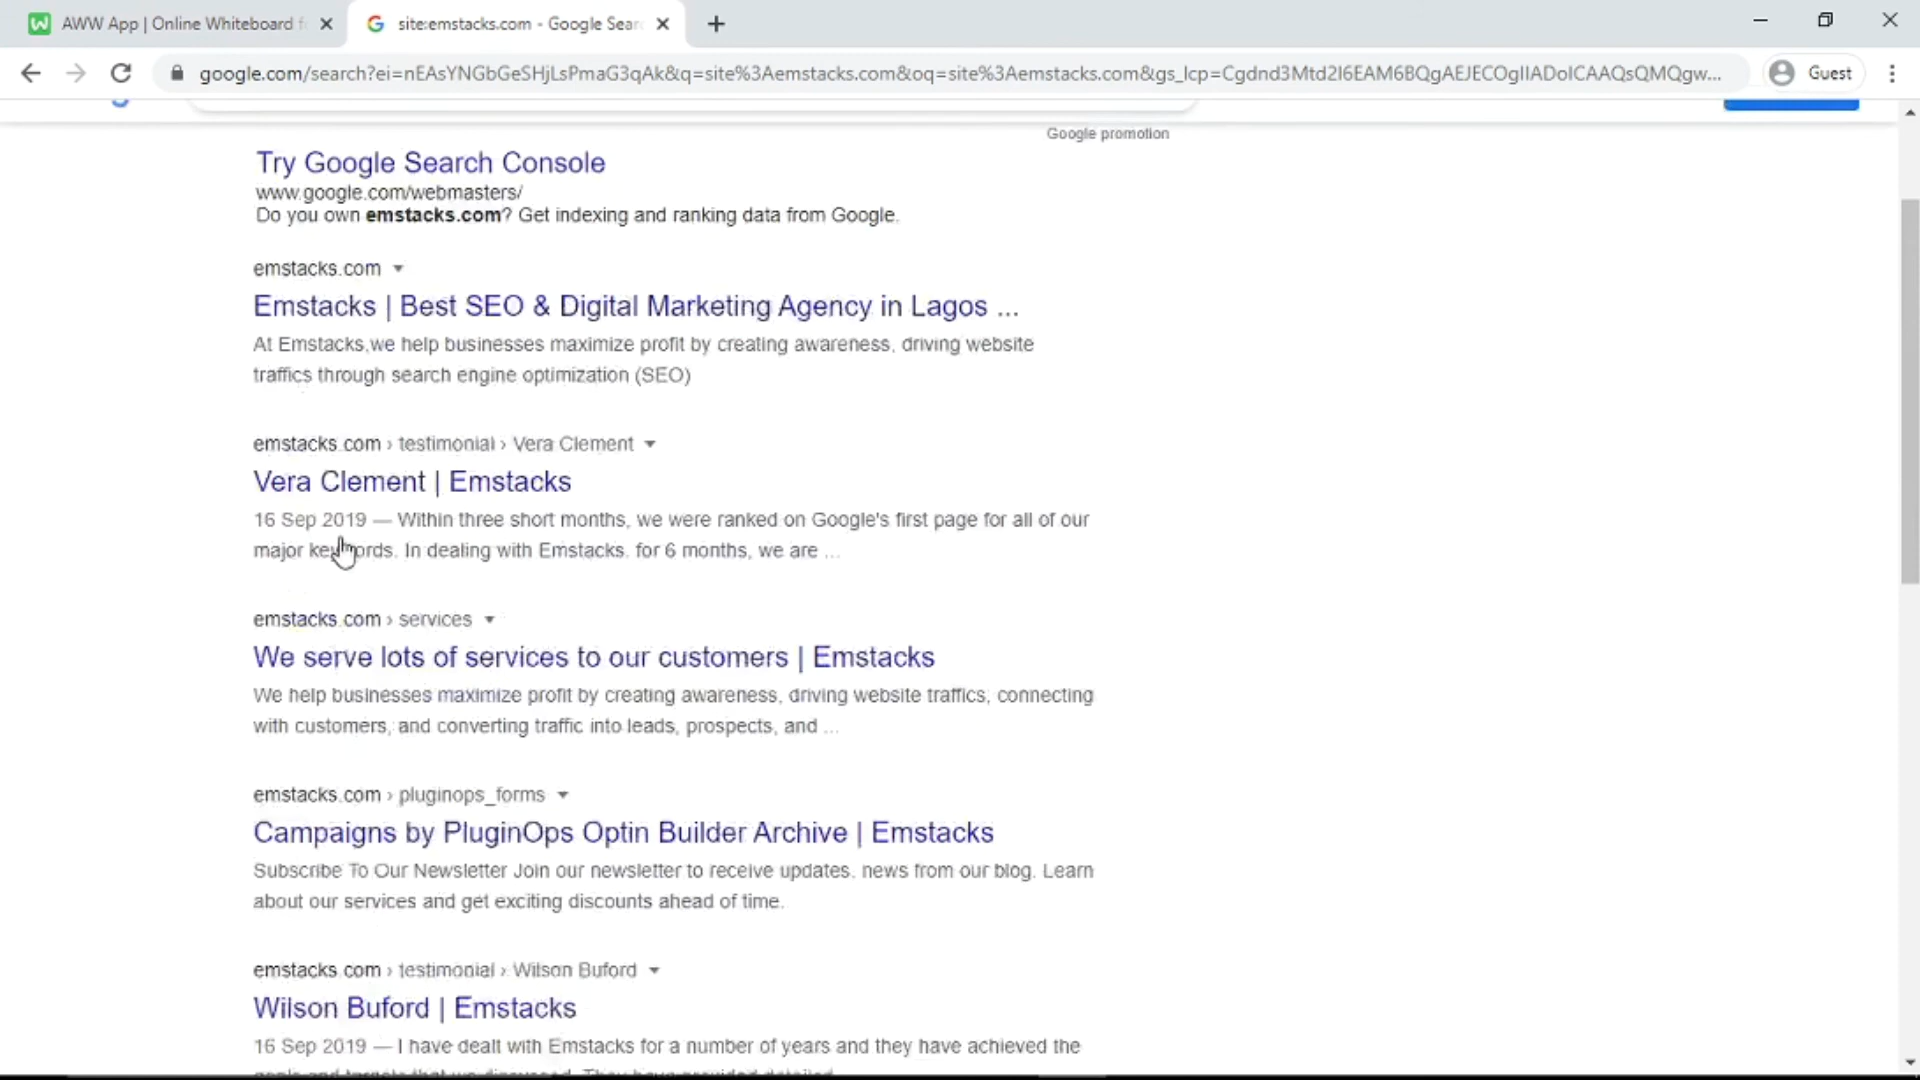 AWW App | Online Whiteboard f
site:emstacks.com - Google Sear
google.com/search?ei=nEAsYNGbGeSHjLsPmaG3qAk&q=site%3Aemstacks.com&oq=site%3Aemstacks.com&gs_lcp=Cgdnd3Mtd2l6EAM6BQgAEJECOgIIADoICAAQsQMQgw...
Guest
Google promotion
Try Google Search Console
www.google.com/webmasters/
Do you own emstacks.com? Get indexing and ranking data from Google.
emstacks.com
Emstacks | Best SEO & Digital Marketing Agency in Lagos ...
At Emstacks,we help businesses maximize profit by creating awareness, driving website
traffics through search engine optimization (SEO)
emstacks.com › testimonial › Vera Clement
Vera Clement | Emstacks
16 Sep 2019 — Within three short months, we were ranked on Google's first page for all of our
major keywords. In dealing with Emstacks. for 6 months, we are ...
emstacks.com › services
We serve lots of services to our customers | Emstacks
We help businesses maximize profit by creating awareness, driving website traffics, connecting
with customers, and converting traffic into leads, prospects, and ...
emstacks.com › pluginops_forms
Campaigns by PluginOps Optin Builder Archive | Emstacks
Subscribe To Our Newsletter Join our newsletter to receive updates. news from our blog. Learn
about our services and get exciting discounts ahead of time.
emstacks.com › testimonial › Wilson Buford
Wilson Buford | Emstacks
16 Sep 2019 — I have dealt with Emstacks for a number of years and they have achieved the